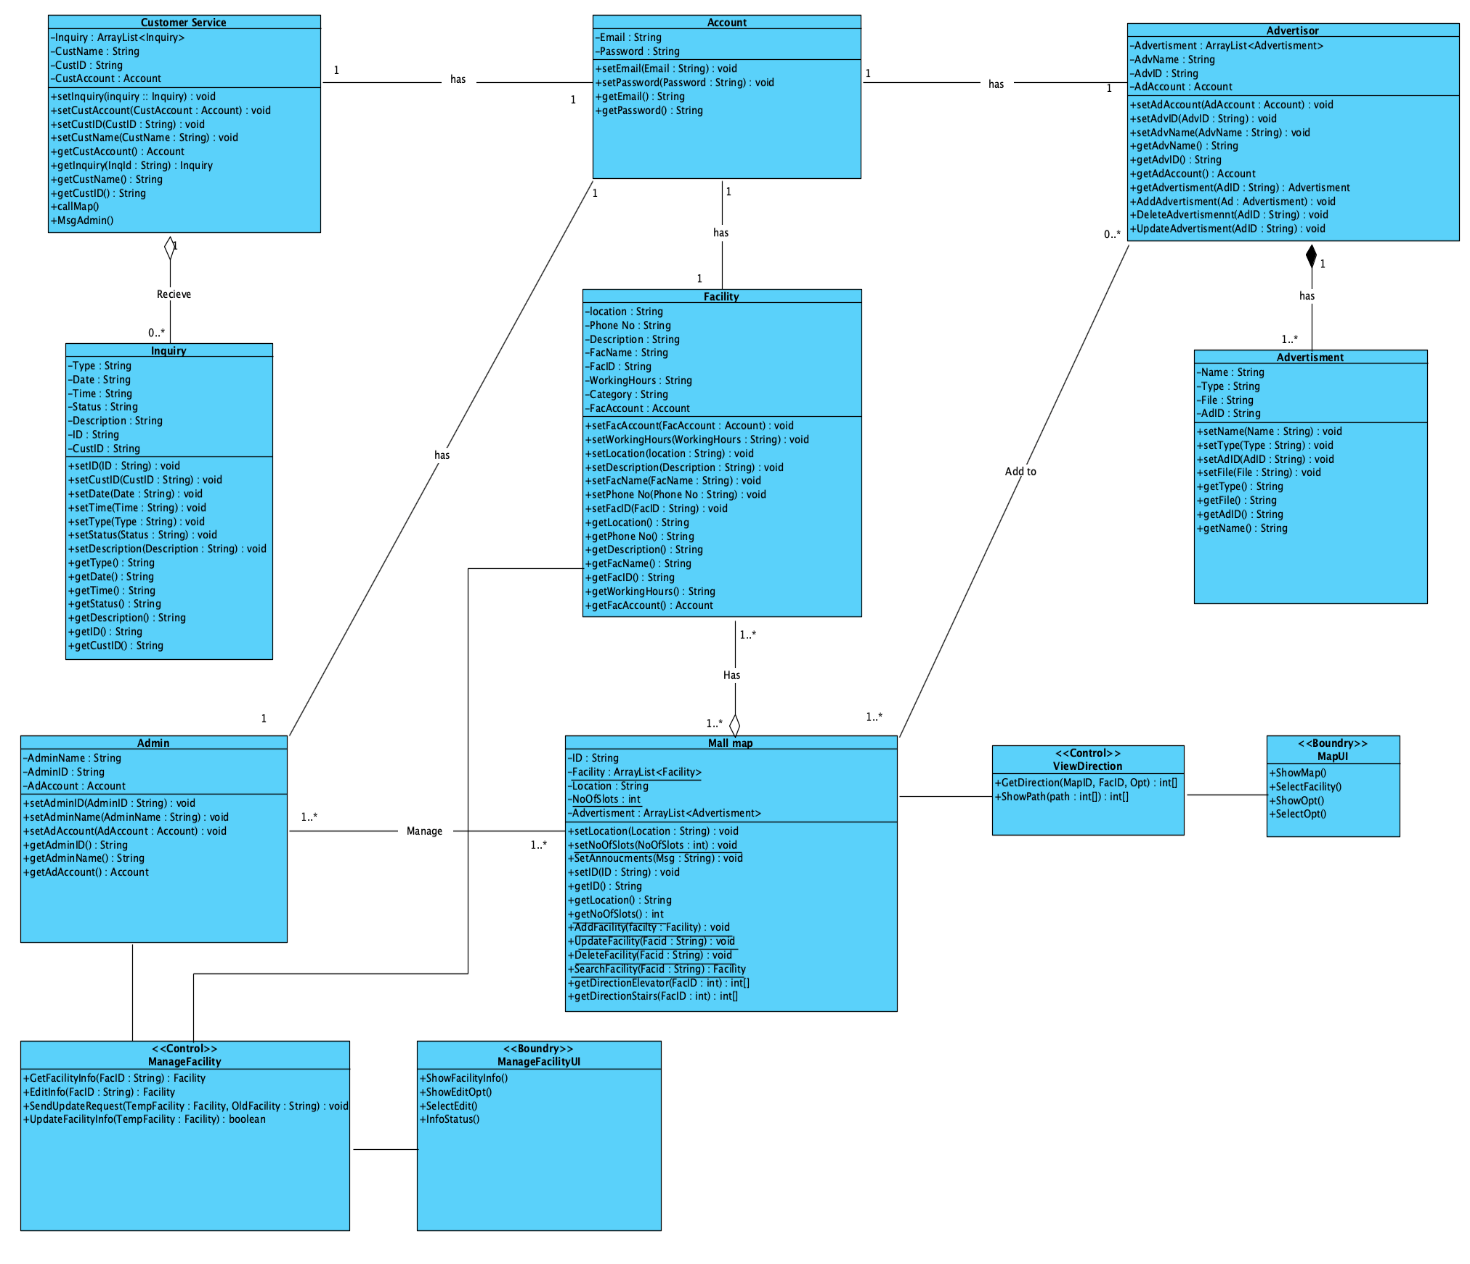 Customer Service
-Inquiry : ArrayList<Inquiry>
-CustName : String
-CustID : String
-CustAccount : Account
+setInquiry(inquiry :: Inquiry) : void
+setCustAccount(CustAccount : Account) : void
+setCustID(CustID : String) : void
+setCustName(CustName : String) : void
+getCustAccount() : Account
+getInquiry(InqId : String) : Inquiry
+getCustName() : String
+getCustID() : String
+callMap()
+MsgAdmin()
1
has
1
Account
-Email : String
-Password : String
+setEmail(Email : String) : void
+setPassword(Password : String) : void
+getEmail() : String
+getPassword() : String
1
has
1
Advertisor
-Advertisment : ArrayList<Advertisment>
-AdvName : String
-AdvID : String
-AdAccount : Account
+setAdAccount(AdAccount : Account) : void
+setAdvID(AdvID : String) : void
+setAdvName(AdvName : String) : void
+getAdvName() : String
+getAdvID() : String
+getAdAccount() : Account
+getAdvertisment(AdID : String) : Advertisment
+AddAdvertisment(Ad : Advertisment) : void
+DeleteAdvertismennt(AdID : String) : void
+UpdateAdvertisment(AdID : String) : void
1
Recieve
0..*
Inquiry
-Type : String
-Date : String
-Time : String
-Status : String
-Description : String
-ID : String
-CustID : String
+setID(ID : String) : void
+setCustID(CustID : String) : void
+setDate(Date : String) : void
+setTime(Time : String) : void
+setType(Type : String) : void
+setStatus(Status : String) : void
+setDescription(Description : String) : void
+getType() : String
+getDate() : String
+getTime() : String
+getStatus() : String
+getDescription() : String
+getID() : String
+getCustID() : String
1
has
1
1
has
1
Facility
-location : String
-Phone No : String
-Description : String
-FacName : String
-FacID : String
-WorkingHours : String
-Category : String
-FacAccount : Account
+setFacAccount(FacAccount : Account) : void
+setWorkingHours(WorkingHours : String) : void
+setLocation(location : String) : void
+setDescription(Description : String) : void
+setFacName(FacName : String) : void
+setPhone No(Phone No : String) : void
+setFacID(FacID : String) : void
+getLocation() : String
+getPhone No() : String
+getDescription() : String
+getFacName() : String
+getFacID() : String
+getWorkingHours() : String
+getFacAccount() : Account
0..*
Add to
1..*
1
has
1..*
Advertisment
-Name : String
-Type : String
-File : String
-AdID : String
+setName(Name : String) : void
+setType(Type : String) : void
+setAdID(AdID : String) : void
+setFile(File : String) : void
+getType() : String
+getFile() : String
+getAdID() : String
+getName() : String
1..*
Has
1..*
Admin
-AdminName : String
-AdminID : String
-AdAccount : Account
+setAdminID(AdminID : String) : void
+setAdminName(AdminName : String) : void
+setAdAccount(AdAccount : Account) : void
+getAdminID() : String
+getAdminName() : String
+getAdAccount() : Account
1..*
Manage
1..*
Mall map
-ID : String
-Facility : ArrayList<Facility>
-Location : String
-NoOfSlots : int
-Advertisment : ArrayList<Advertisment>
+setLocation(Location : String) : void
+setNoOfSlots(NoOfSlots : int) : void
+SetAnnoucments(Msg : String) : void
+setID(ID : String) : void
+getID() : String
+getLocation() : String
+getNoOfSlots() : int
+AddFacility(facilty : Facility) : void
+UpdateFacility(Facid : String) : void
+DeleteFacility(Facid : String) : void
+SearchFacility(Facid : String) : Facility
+getDirectionElevator(FacID : int) : int[]
+getDirectionStairs(FacID : int) : int[]
<<Control>>
ViewDirection
+GetDirection(MapID, FacID, Opt) : int[]
+ShowPath(path : int[]) : int[]
<<Boundry>>
MapUI
+ShowMap()
+SelectFacility()
+ShowOpt()
+SelectOpt()
<<Control>>
ManageFacility
+GetFacilityInfo(FacID : String) : Facility
+EditInfo(FacID : String) : Facility
+SendUpdateRequest(TempFacility : Facility, OldFacility : String) : void
+UpdateFacilityInfo(TempFacility : Facility) : boolean
<<Boundry>>
ManageFacilityUI
+ShowFacilityInfo()
+ShowEditOpt()
+SelectEdit()
+InfoStatus()